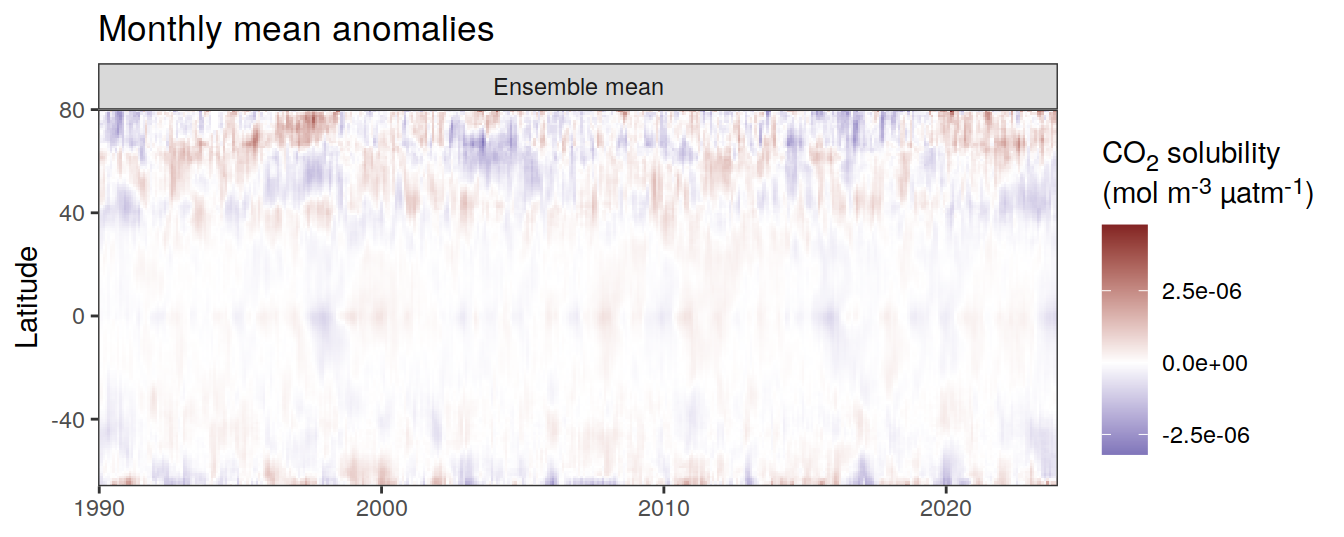 Monthly mean anomalies
Ensemble mean
80
40
0
-40
Latitude
1990 2000 2010 2020
CO₂ solubility
(mol m⁻³ µatm⁻¹)
2.5e-06
0.0e+00
-2.5e-06